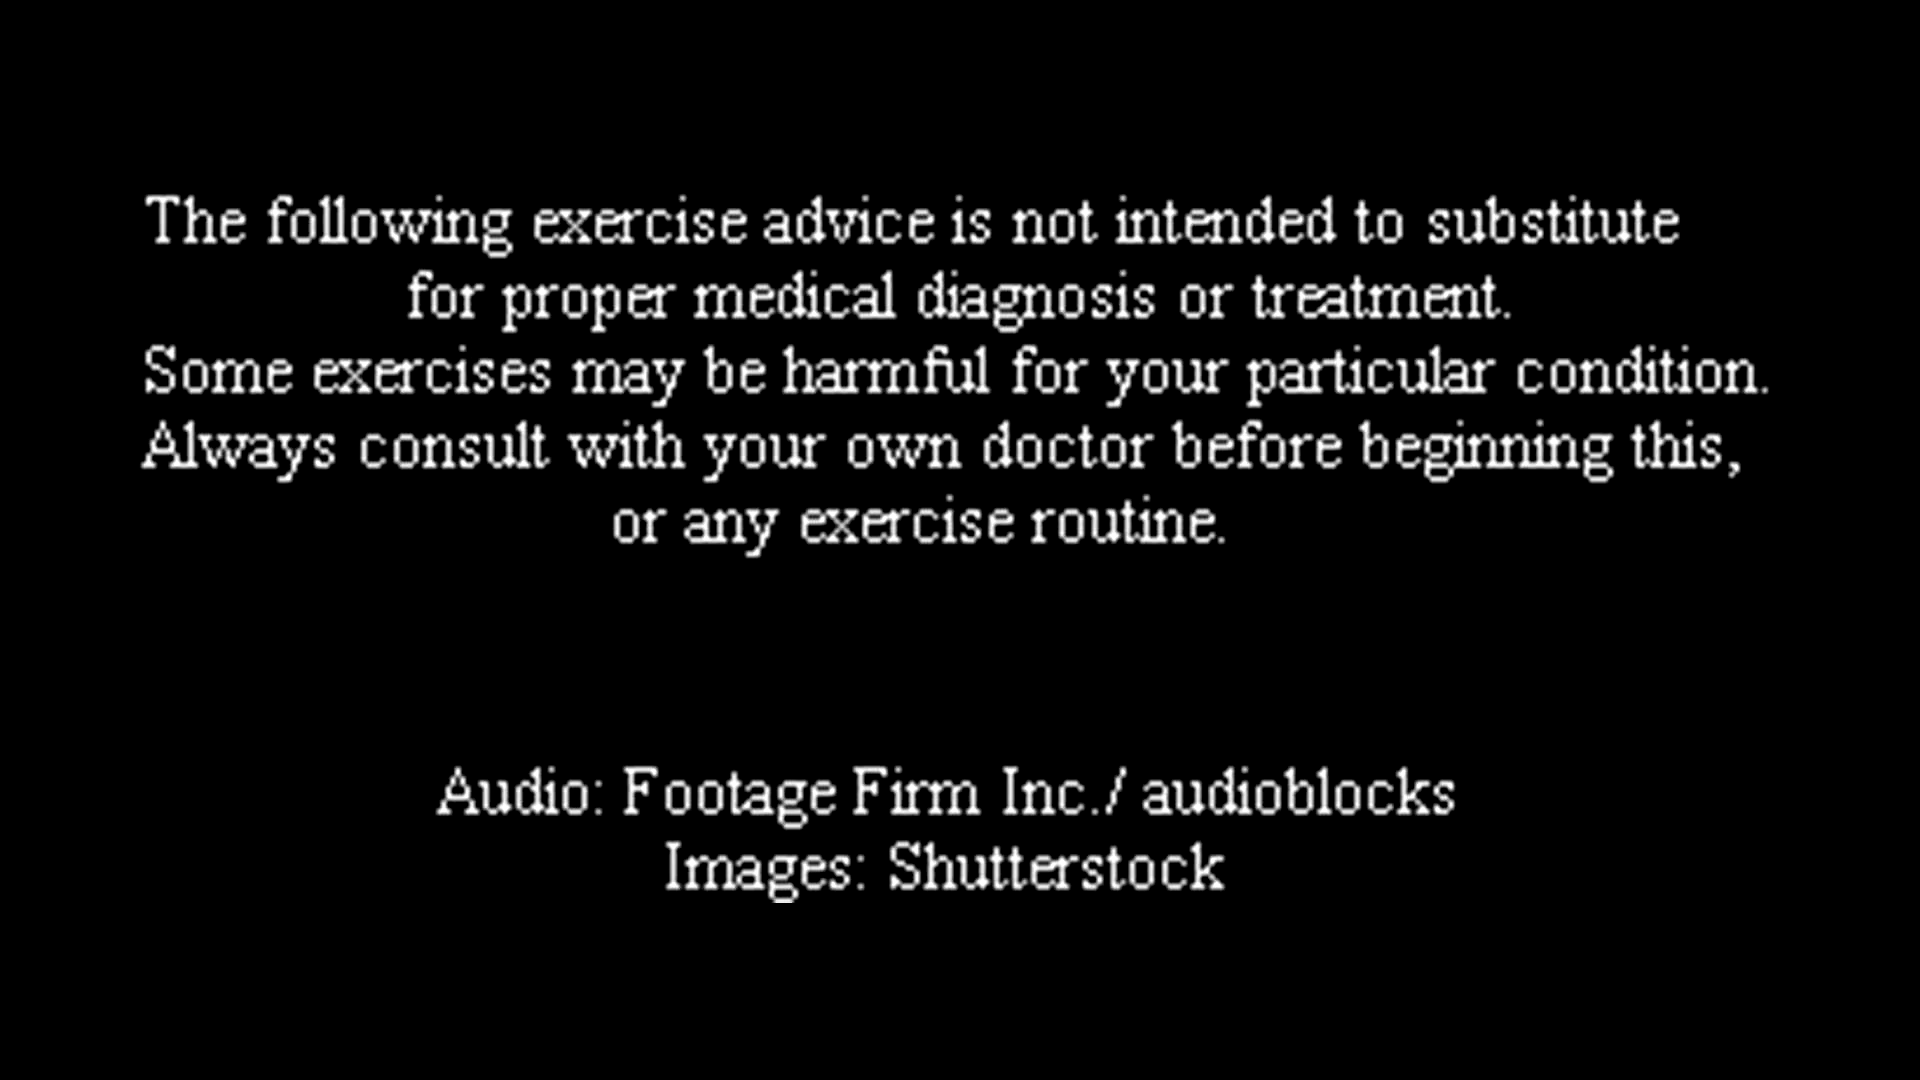 The following exercise advice is not intended to substitute
for proper medical diagnosis or treatment.
Some exercises may be harmful for your particular condition.
Always consult with your own doctor before beginning this,
or any exercise routine.
Audio: Footage Firm Inc./ audioblocks
Images: Shutterstock